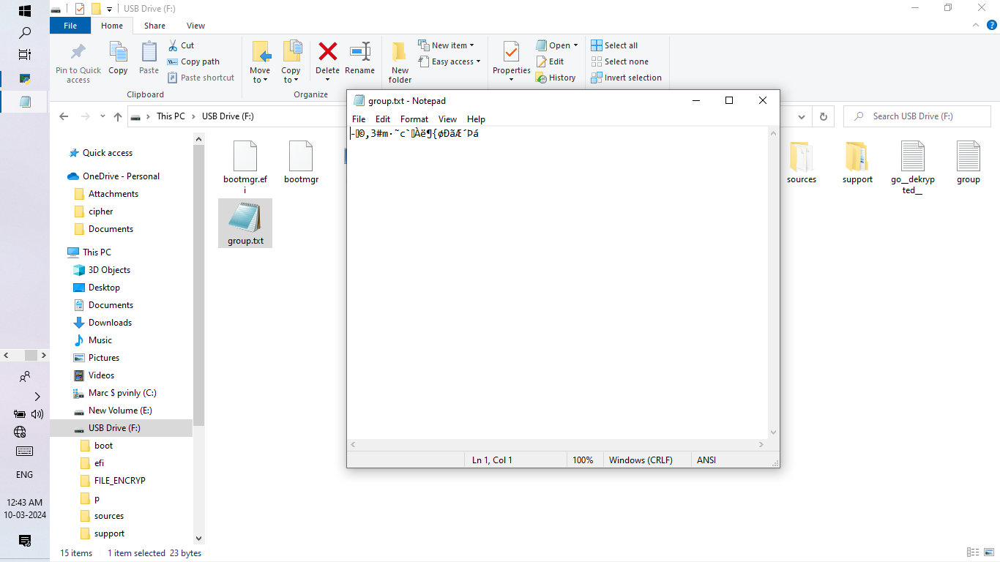 USB Drive (F:)
File Home Share View
Pin to Quick access
Copy
Paste
Cut
Copy path
Paste shortcut
Clipboard
Move to
Copy to
Delete
Rename
Organize
New folder
New item
Easy access
Properties
Open
Edit
History
Select all
Select none
Invert selection
This PC > USB Drive (F:)
Search USB Drive (F:)
Quick access
OneDrive - Personal
Attachments
cipher
Documents
This PC
3D Objects
Desktop
Documents
Downloads
Music
Pictures
Videos
Marc $ pvinly (C:)
New Volume (E:)
USB Drive (F:)
boot
efi
FILE_ENCRYP
p
sources
support
bootmgr.efi
bootmgr
sources
support
go__dekrypted__
group
group.txt
group.txt - Notepad
File Edit Format View Help
Ln 1, Col 1
100%
Windows (CRLF)
ANSI
15 items
1 item selected 23 bytes
ENG
12:43 AM
10-03-2024